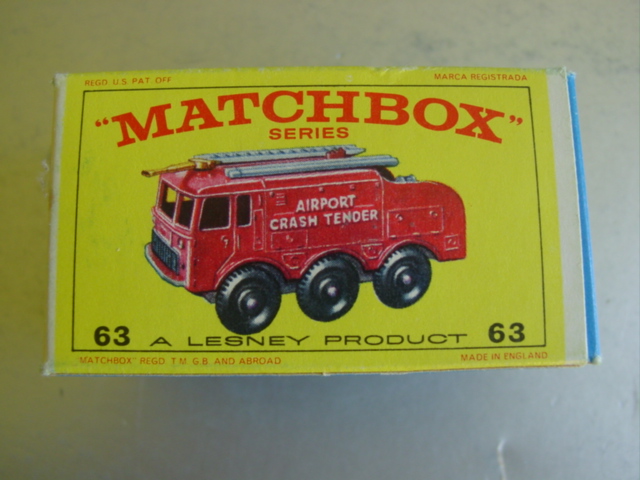 REGD. U.S. PAT. OFF.
MARCA REGISTRADA
"MATCHBOX"
SERIES
AIRPORT
CRASH TENDER
63 A LESNEY PRODUCT 63
"MATCHBOX" REGD. T.M. G.B. AND ABROAD
MADE IN ENGLAND